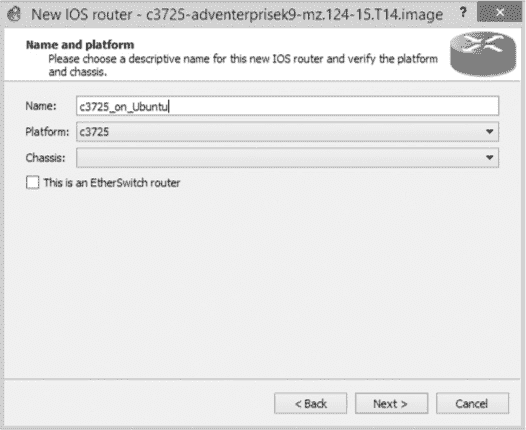 New IOS router - c3725-adventerprisek9-mz.124-15.T14.image ? ×
Name and platform
Please choose a descriptive name for this new IOS router and verify the platform
and chassis.
Name: c3725_on_Ubuntu
Platform: c3725
Chassis:
This is an EtherSwitch router
< Back Next > Cancel